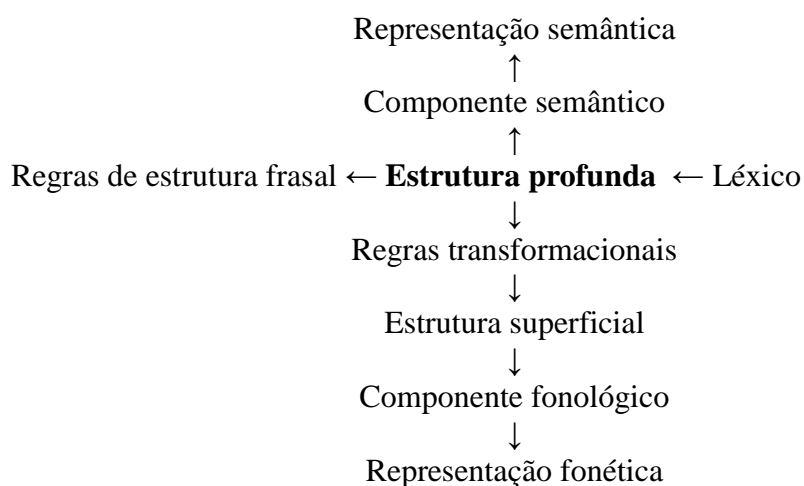 Representação semântica
↑
Componente semântico
↑
Regras de estrutura frasal ← Estrutura profunda ← Léxico
↓
Regras transformacionais
↓
Estrutura superficial
↓
Componente fonológico
↓
Representação fonética